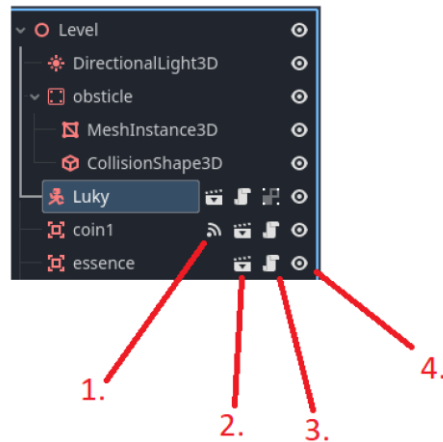 Level
DirectionalLight3D
obsticle
MeshInstance3D
CollisionShape3D
Luky
coin1
essence
1.
2.
3.
4.